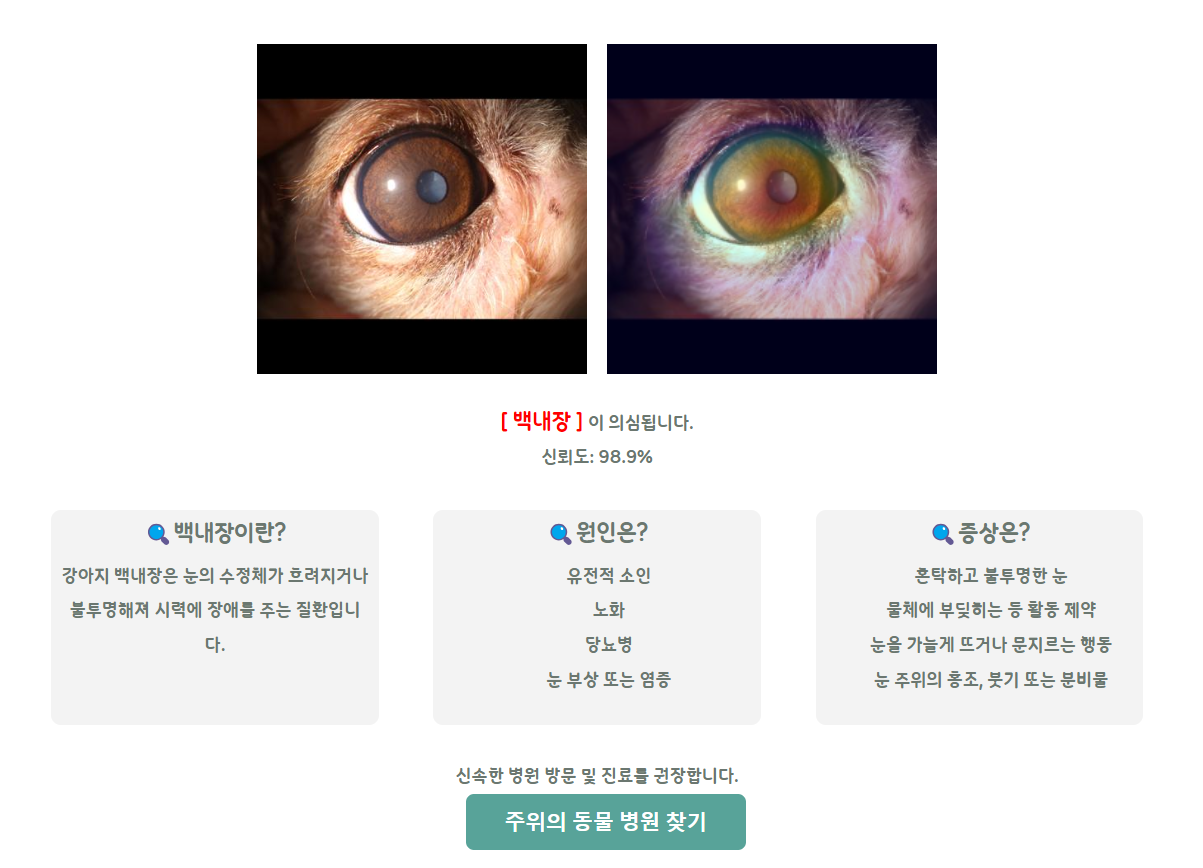 [ 백내장 ] 이 의심됩니다.
신뢰도: 98.9%
백내장이란?
강아지 백내장은 눈의 수정체가 흐려지거나
불투명해져 시력에 장애를 주는 질환입니
다.
원인은?
유전적 소인
노화
당뇨병
눈 부상 또는 염증
증상은?
혼탁하고 불투명한 눈
물체에 부딪히는 등 활동 제약
눈을 가늘게 뜨거나 문지르는 행동
눈 주위의 홍조, 붓기 또는 분비물
신속한 병원 방문 및 진료를 권장합니다.
주위의 동물 병원 찾기